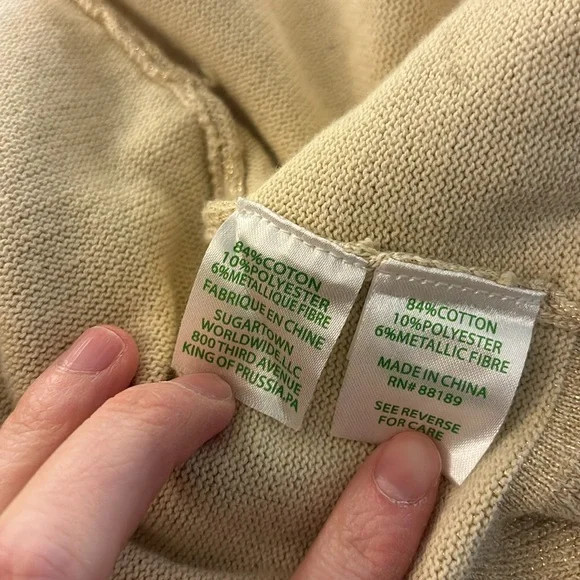 84%COTON
10%POLYESTER
6%METALLIQUE FIBRE
FABRIQUE EN CHINE
SUGARTOWN
WORLDWIDE LLC
800 THIRD AVENUE
KING OF PRUSSIA,PA
84%COTTON
10%POLYESTER
6%METALLIC FIBRE
MADE IN CHINA
RN# 88189
SEE REVERSE
FOR CARE